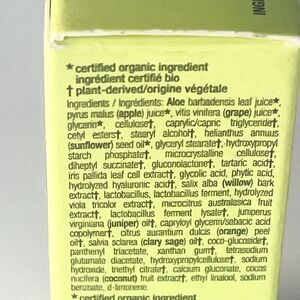 *certified organic ingredient
ingrédient certifié bio
† plant-derived/origine végétale
Ingredients / Ingrédients: Aloe barbadensis leaf juice*,
pyrus malus (apple) juice*, vitis vinifera (grape) juice*,
glycerin*, cellulose†, caprylic/capric triglyceride†,
cetyl esters†, stearyl alcohol†, helianthus annuus
(sunflower) seed oil*, glyceryl stearate†, hydroxypropyl
starch phosphate†, microcrystalline cellulose†,
diheptyl succinate†, gluconolactone†, tartaric acid†,
iris pallida leaf cell extract†, glycolic acid, phytic acid,
hydrolyzed hyaluronic acid†, salix alba (willow) bark
extract†, lactobacillus, lactobacillus ferment, hydrolyzed
viola tricolor extract†, microcitrus australasica fruit
extract†, lactobacillus ferment lysate†, juniperus
virginiana (juniper) oil†, capryloyl glycerin/sebacic acid
copolymer†, citrus aurantium dulcis (orange) peel
oil†, salvia sclarea (clary sage) oil†, coco-glucoside†,
panthenyl triacetate, xanthan gum†, tetrasodium
glutamate diacetate, hydroxyacetophenone, sodium
hydroxide, triethyl citrate†, calcium gluconate, cocos
nucifera (coconut) fruit extract†, ethyl linalool†, sodium
benzoate, d-limonene.
*certified organic ingredient